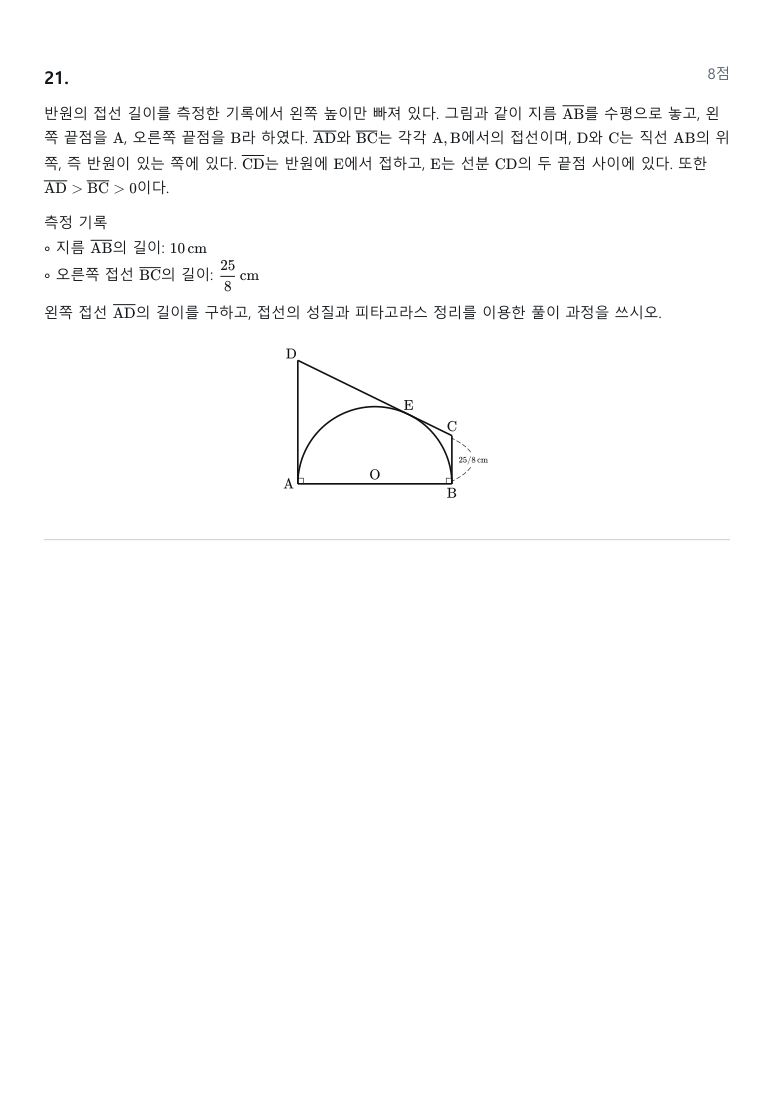 21.
8점
반원의 접선 길이를 측정한 기록에서 왼쪽 높이만 빠져 있다. 그림과 같이 지름 AB를 수평으로 놓고, 왼
쪽 끝점을 A, 오른쪽 끝점을 B라 하였다. AD와 BC는 각각 A, B에서의 접선이며, D와 C는 직선 AB의 위
쪽, 즉 반원이 있는 쪽에 있다. CD는 반원에 E에서 접하고, E는 선분 CD의 두 끝점 사이에 있다. 또한
AD > BC > 0이다.
측정 기록
∘ 지름 AB의 길이: 10 cm
∘ 오른쪽 접선 BC의 길이: 25/8 cm
왼쪽 접선 AD의 길이를 구하고, 접선의 성질과 피타고라스 정리를 이용한 풀이 과정을 쓰시오.
D
E
C
25/8 cm
O
A
B